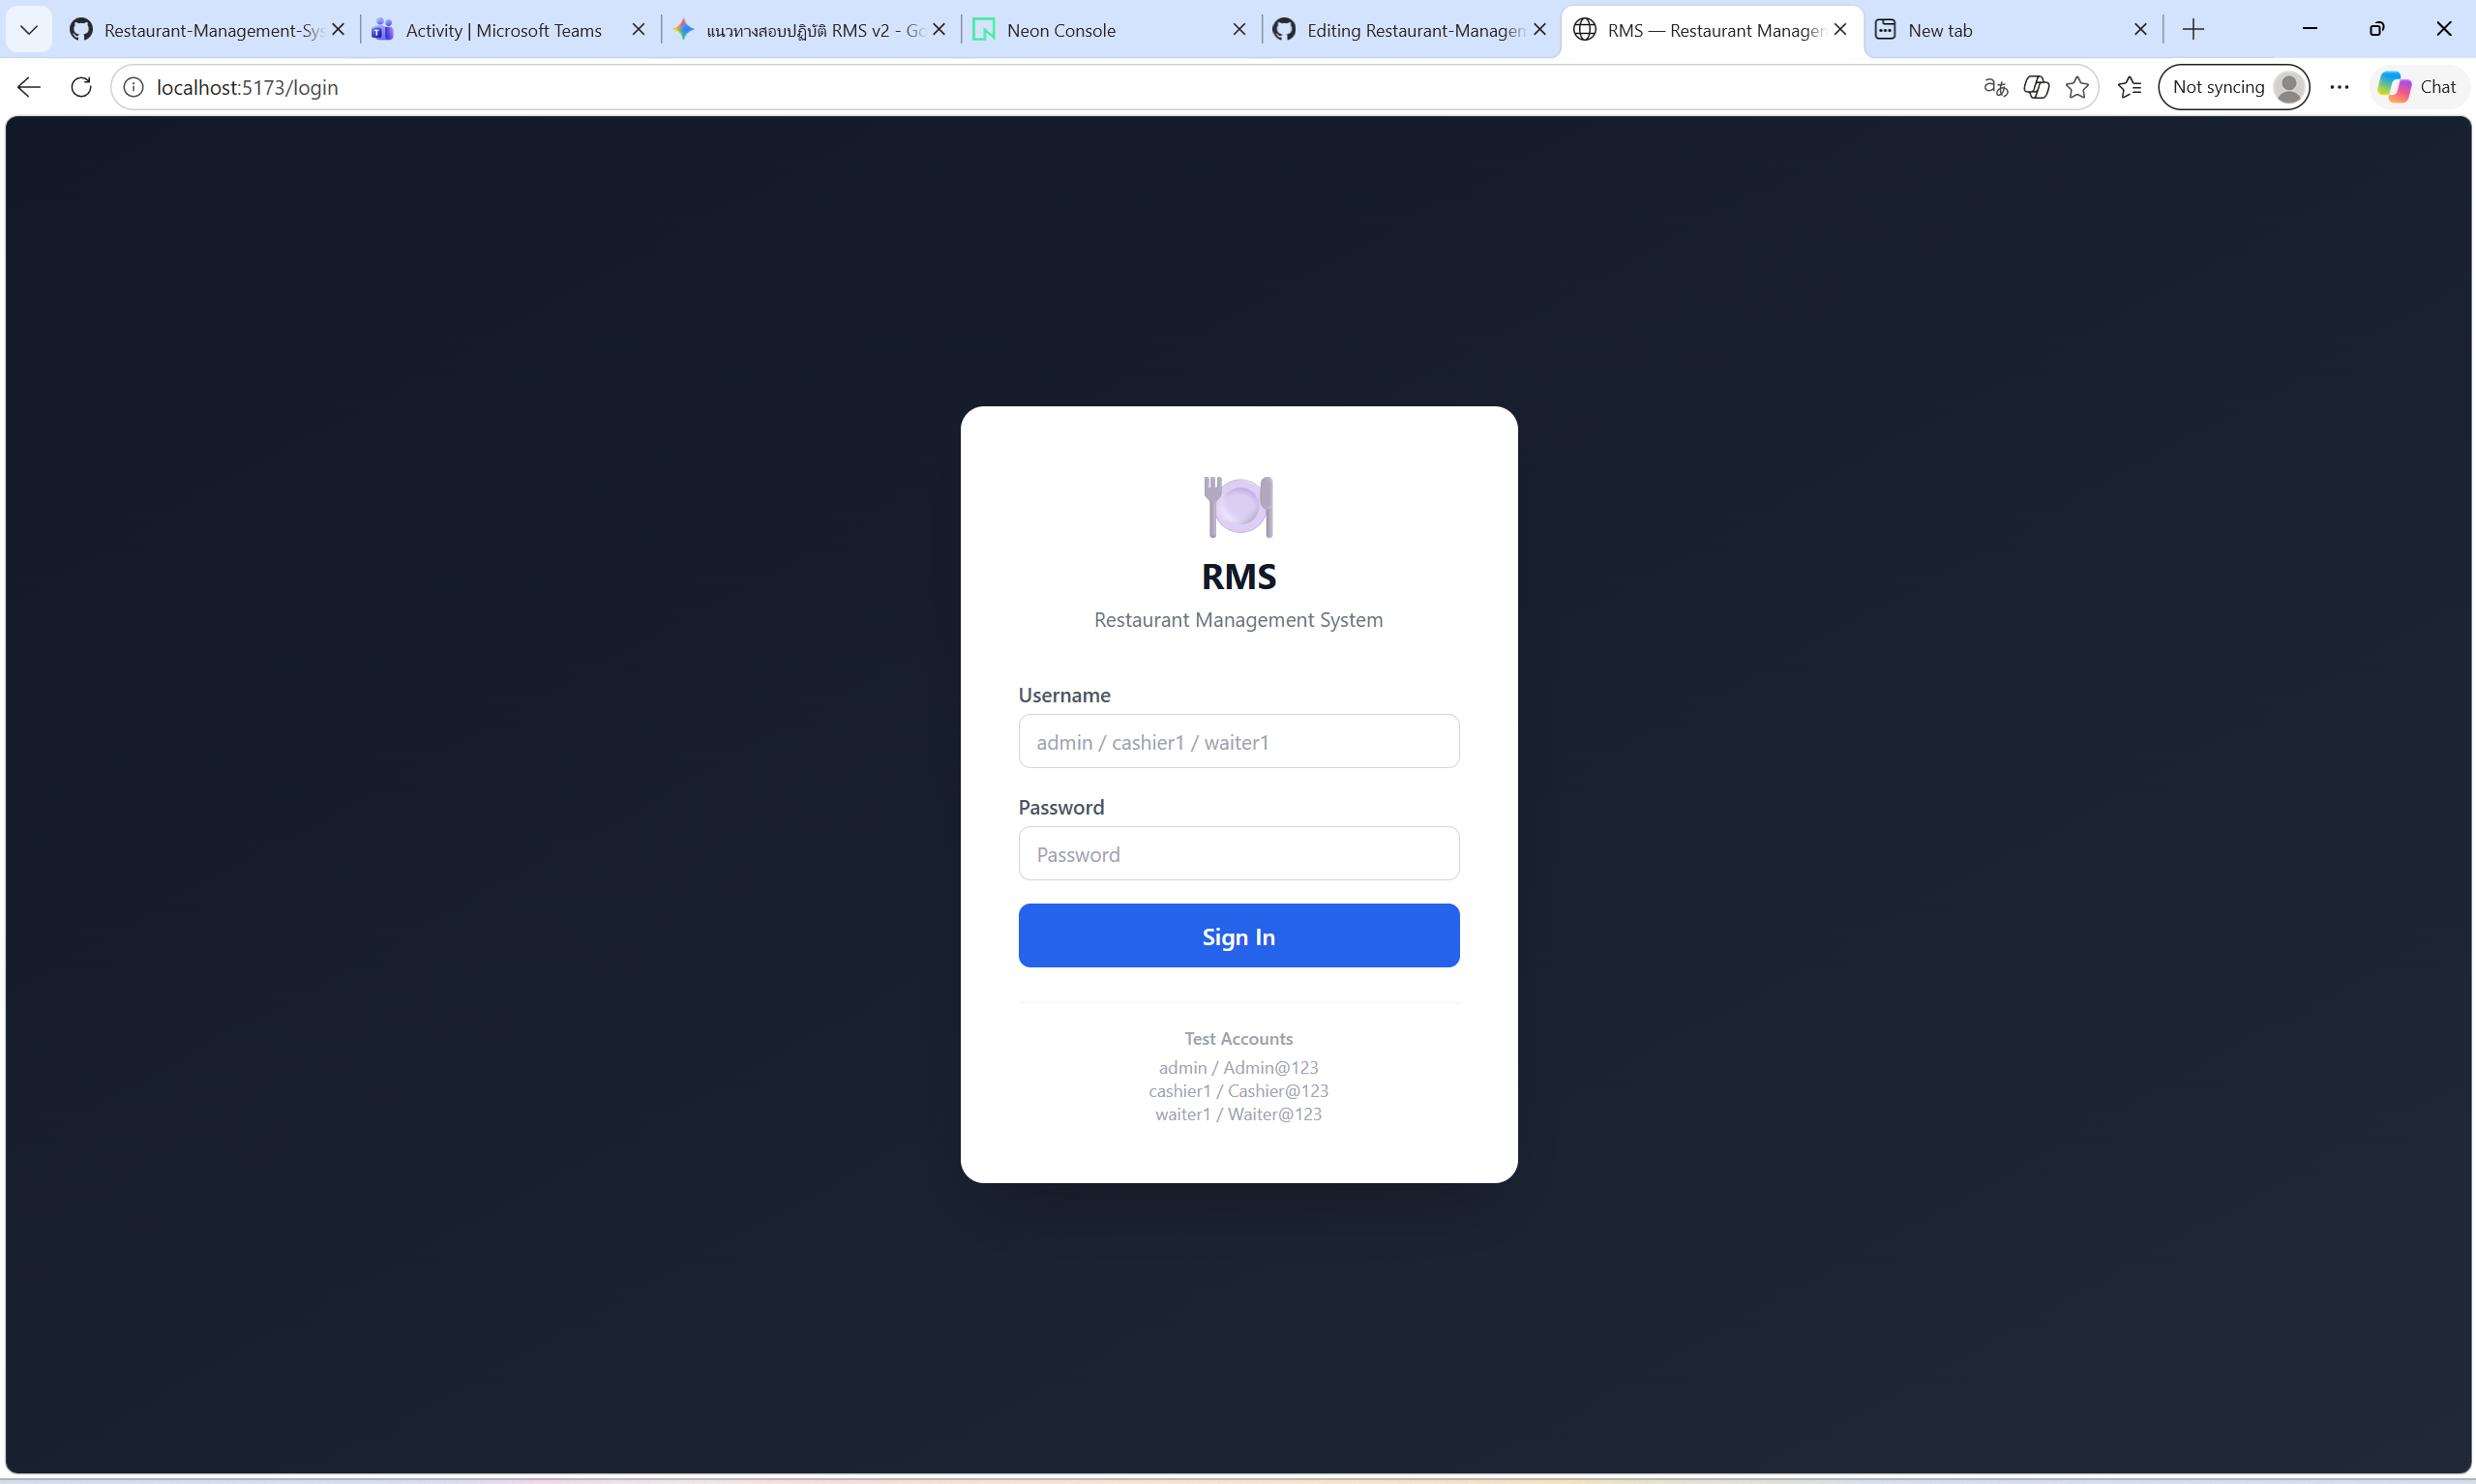 Restaurant-Management-Sys
Activity | Microsoft Teams
แนวทางสอบปฏิบัติ RMS v2 - Go
Neon Console
Editing Restaurant-Managem
RMS — Restaurant Managem
New tab
localhost:5173/login
Not syncing
Chat
RMS
Restaurant Management System
Username
admin / cashier1 / waiter1
Password
Password
Sign In
Test Accounts
admin / Admin@123
cashier1 / Cashier@123
waiter1 / Waiter@123